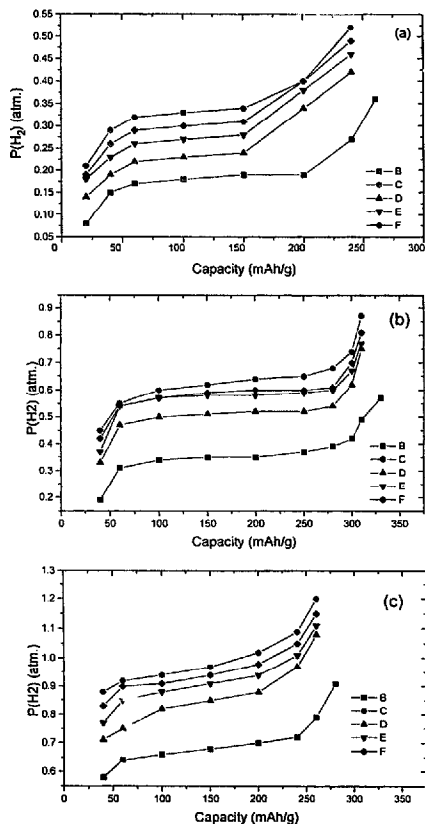 (a)
P(H₂) (atm.)
0.55
0.50
0.45
0.40
0.35
0.30
0.25
0.20
0.15
0.10
0.05
B
C
D
E
F
0 50 100 150 200 250 300
Capacity (mAh/g)
(b)
P(H2) (atm.)
0.9
0.8
0.7
0.6
0.5
0.4
0.3
0.2
B
C
D
E
F
0 50 100 150 200 250 300 350
Capacity (mAh/g)
(c)
P(H2) (atm.)
1.3
1.2
1.1
1.0
0.9
0.8
0.7
0.6
B
C
D
E
F
0 50 100 150 200 250 300 350
Capacity (mAh/g)